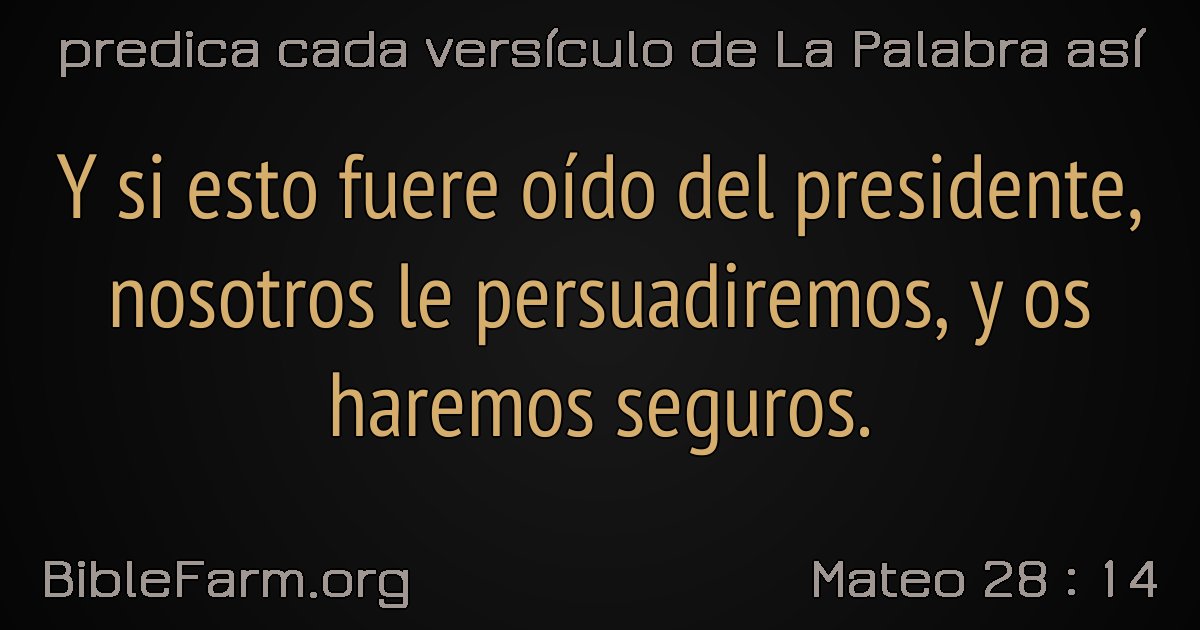 predica cada versículo de La Palabra así
Y si esto fuere oído del presidente,
nosotros le persuadiremos, y os
haremos seguros.
BibleFarm.org
Mateo 28 : 14